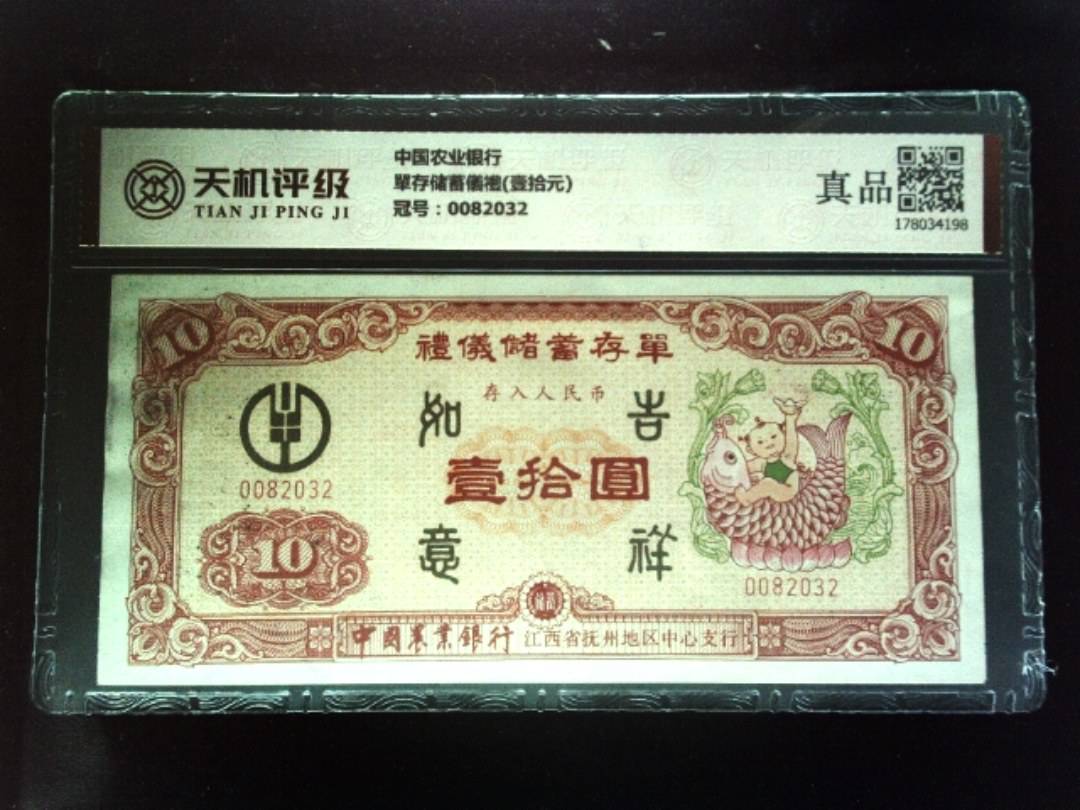 天机评级
TIAN JI PING JI
中国农业银行
單存储蓄儀禮(壹拾元)
冠号：0082032
真品
178034198
10
10
禮儀儲蓄存單
存入人民币
如
吉
0082032
壹拾圓
10
意
祥
0082032
中國農業銀行 江西省抚州地区中心支行